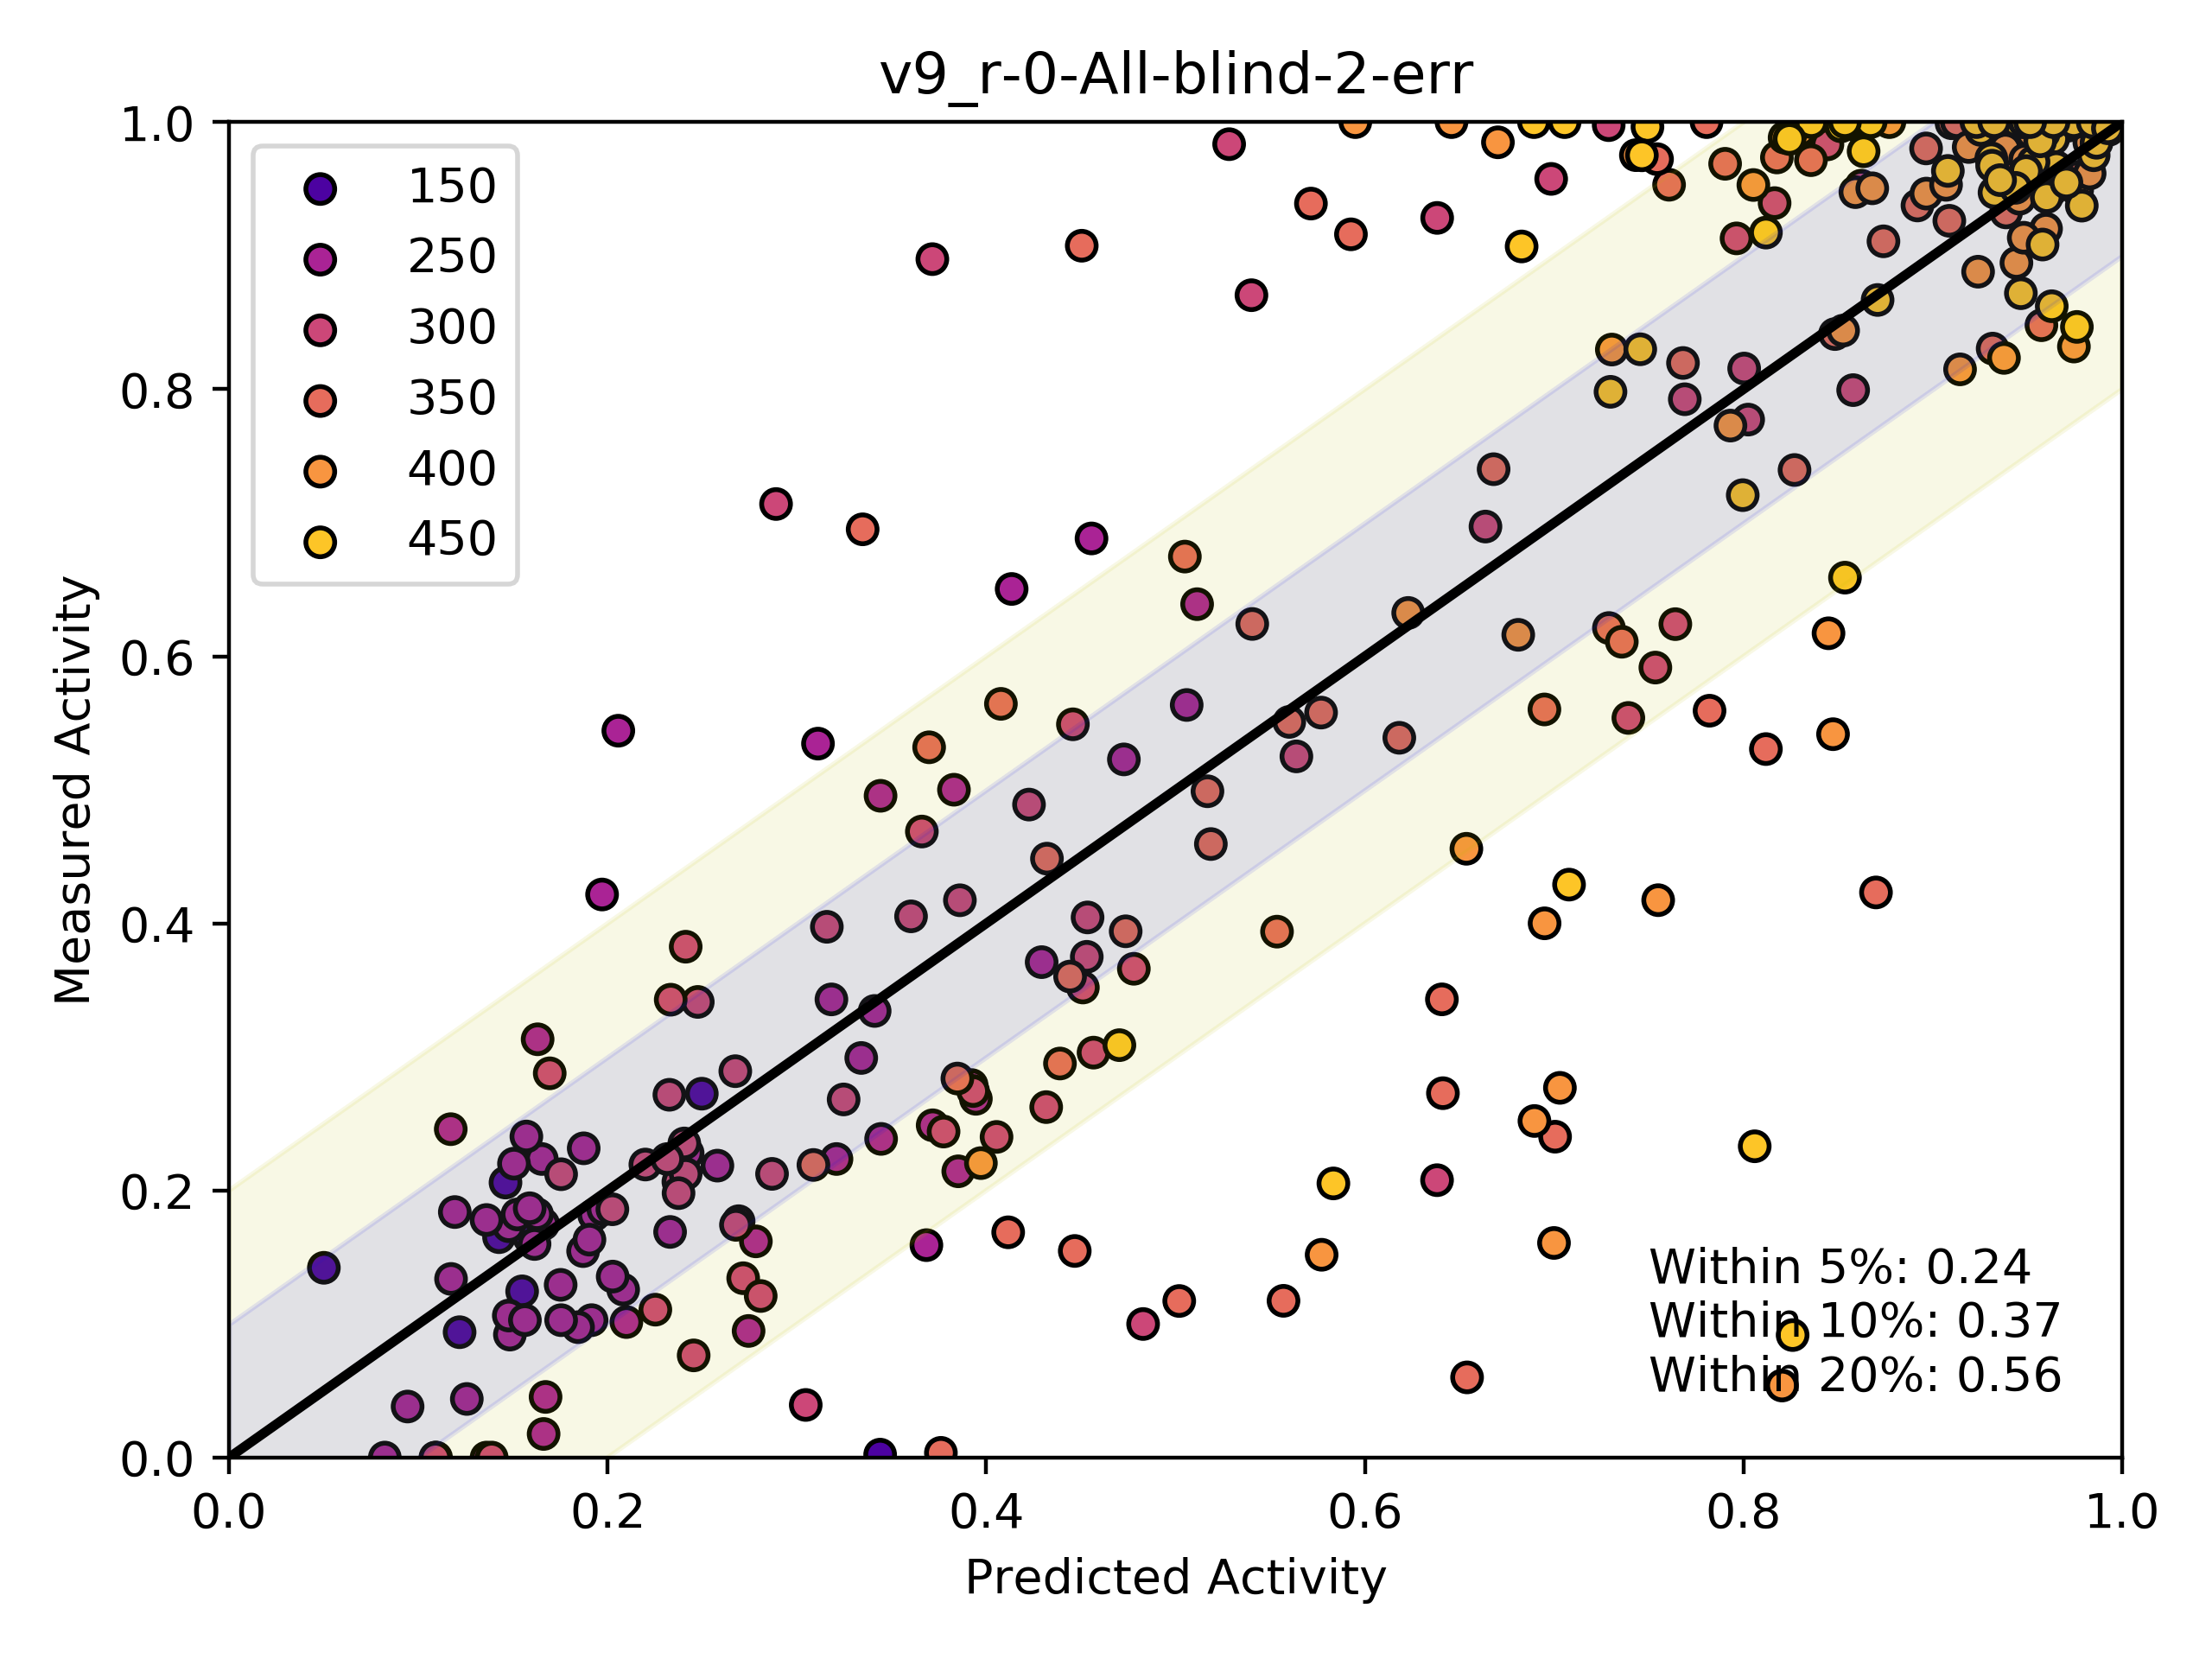 v9_r-0-All-blind-2-err
1.0
0.8
0.6
0.4
0.2
0.0
Measured Activity
150
250
300
350
400
450
Within 5%: 0.24
Within 10%: 0.37
Within 20%: 0.56
0.0 0.2 0.4 0.6 0.8 1.0
Predicted Activity